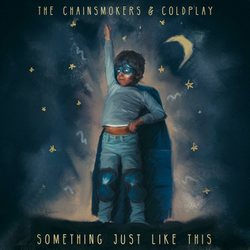 THE CHAINSMOKERS & COLDPLAY
SOMETHING JUST LIKE THIS